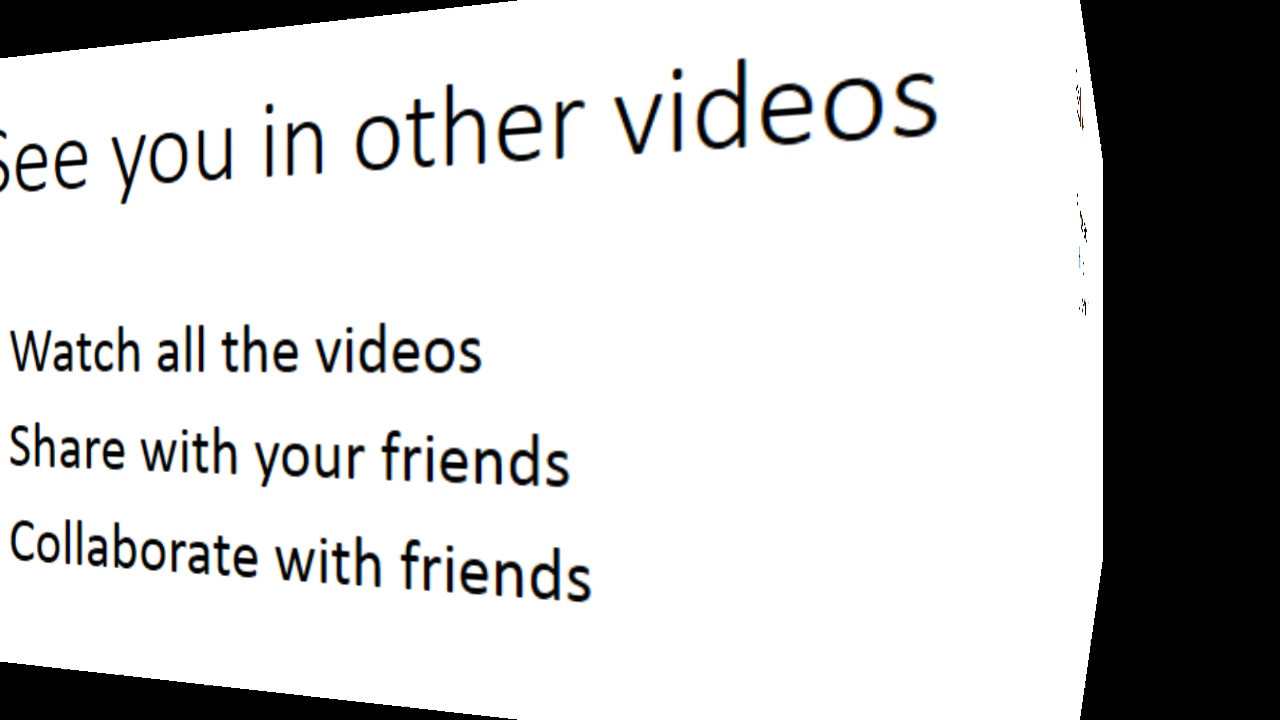 See you in other videos
Watch all the videos
Share with your friends
Collaborate with friends